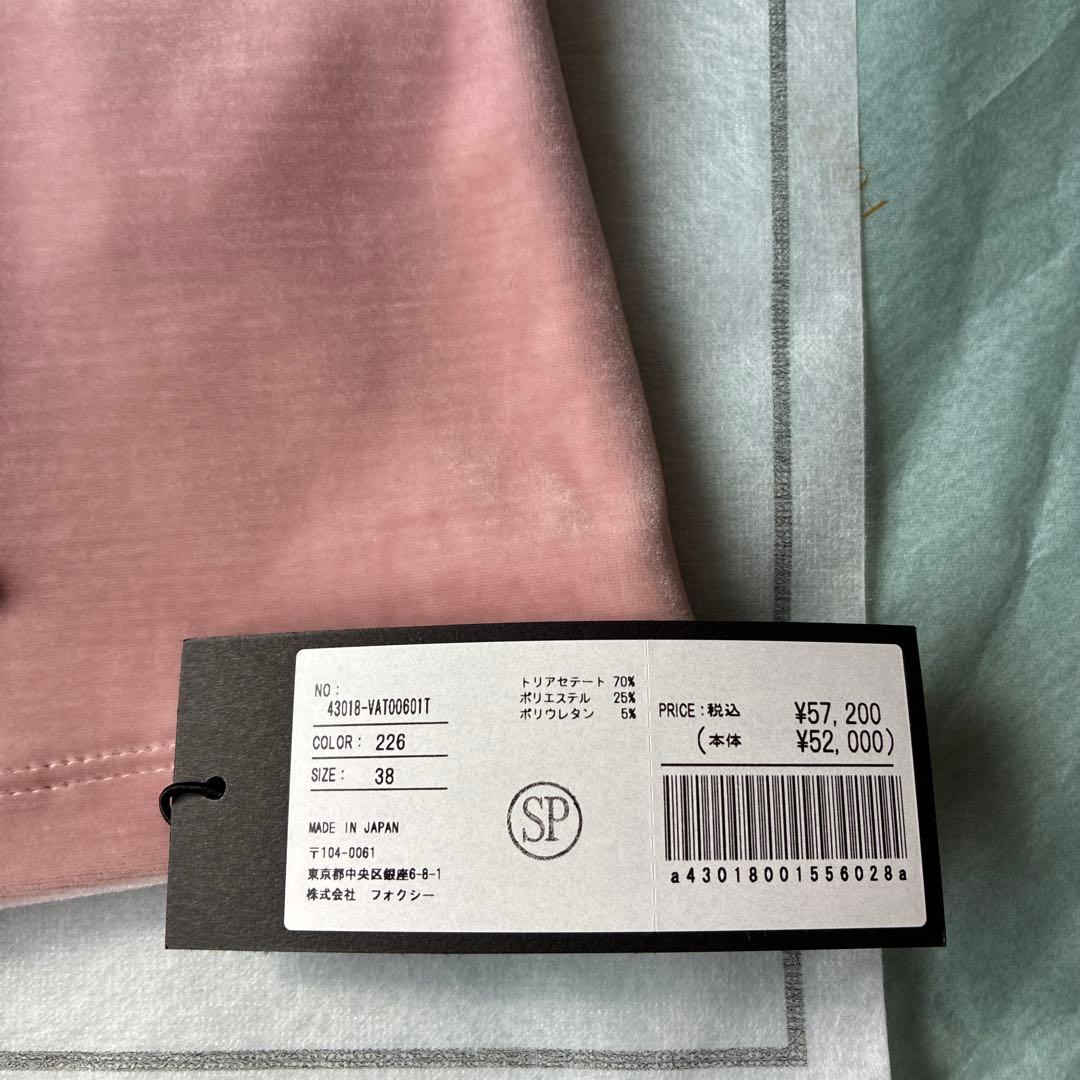 NO:
43018-VAT00601T
COLOR: 226
SIZE: 38
MADE IN JAPAN
〒104-0061
東京都中央区銀座6-8-1
株式会社 フォクシー
トリアセテート 70%
ポリエステル 25%
ポリウレタン 5%
SP
PRICE:税込 ¥57,200
(本体 ¥52,000)
a430180015560​28a